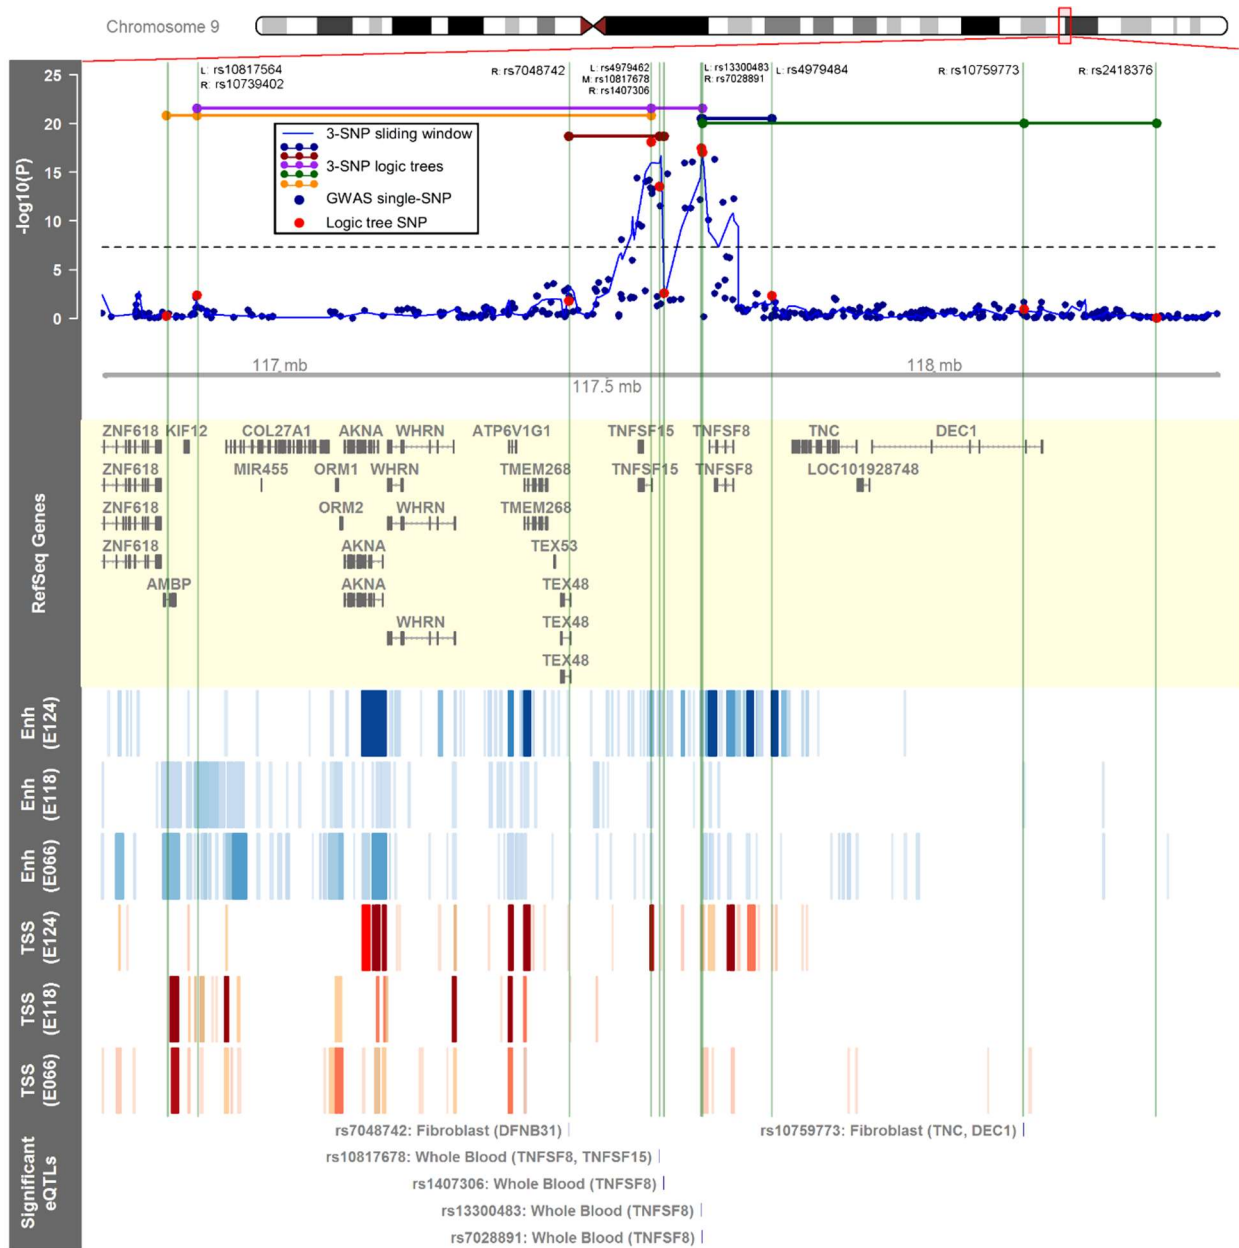 Chromosome 9
L: rs10817564
R: rs10739402
R: rs7048742
L: rs4979462
M: rs10817678
R: rs1407306
L: rs13300483
R: rs7028891
L: rs4979484
R: rs10759773
R: rs2418376
-log10(P)
25
20
15
10
5
0
3-SNP sliding window
3-SNP logic trees
GWAS single-SNP
Logic tree SNP
117 mb
117.5 mb
118 mb
RefSeq Genes
ZNF618 KIF12 COL27A1 AKNA WHRN ATP6V1G1 TNFSF15 TNFSF8 TNC DEC1
ZNF618 MIR455 ORM1 WHRN TMEM268 TNFSF15 TNFSF8 LOC101928748
ZNF618 ORM2 WHRN TMEM268
ZNF618 AKNA TEX53
AMBP AKNA TEX48
WHRN TEX48
TEX48
Enh
(E124)
Enh
(E118)
Enh
(E066)
TSS
(E124)
TSS
(E118)
TSS
(E066)
Significant
eQTLs
rs7048742: Fibroblast (DFNB31)
rs10759773: Fibroblast (TNC, DEC1)
rs10817678: Whole Blood (TNFSF8, TNFSF15)
rs1407306: Whole Blood (TNFSF8)
rs13300483: Whole Blood (TNFSF8)
rs7028891: Whole Blood (TNFSF8)